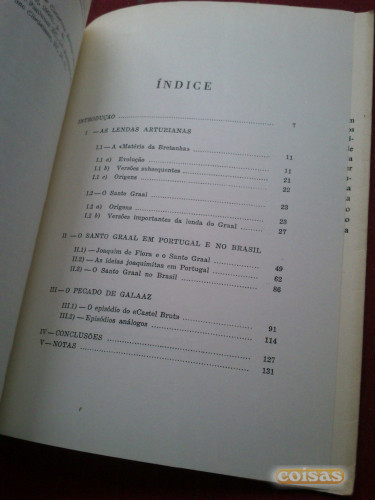 ÍNDICE
INTRODUÇÃO 7
I — AS LENDAS ARTURIANAS
I.1 — A «Matéria da Bretanha» 11
I.1 a) Evolução 11
I.1 b) Versões subsequentes 21
I.1 c) Origens 22
I.2 — O Santo Graal 23
I.2 a) Origens 23
I.2 b) Versões importantes da lenda do Graal 27
II — O SANTO GRAAL EM PORTUGAL E NO BRASIL
II.1) — Joaquim de Flora e o Santo Graal 49
II.2) — As ideias joaquimitas em Portugal 62
II.3) — O Santo Graal no Brasil 86
III — O PECADO DE GALAAZ
III.1) — O episódio do «Castel Brut» 91
III.2) — Episódios análogos 114
IV — CONCLUSÕES 127
V — NOTAS 131
coisas